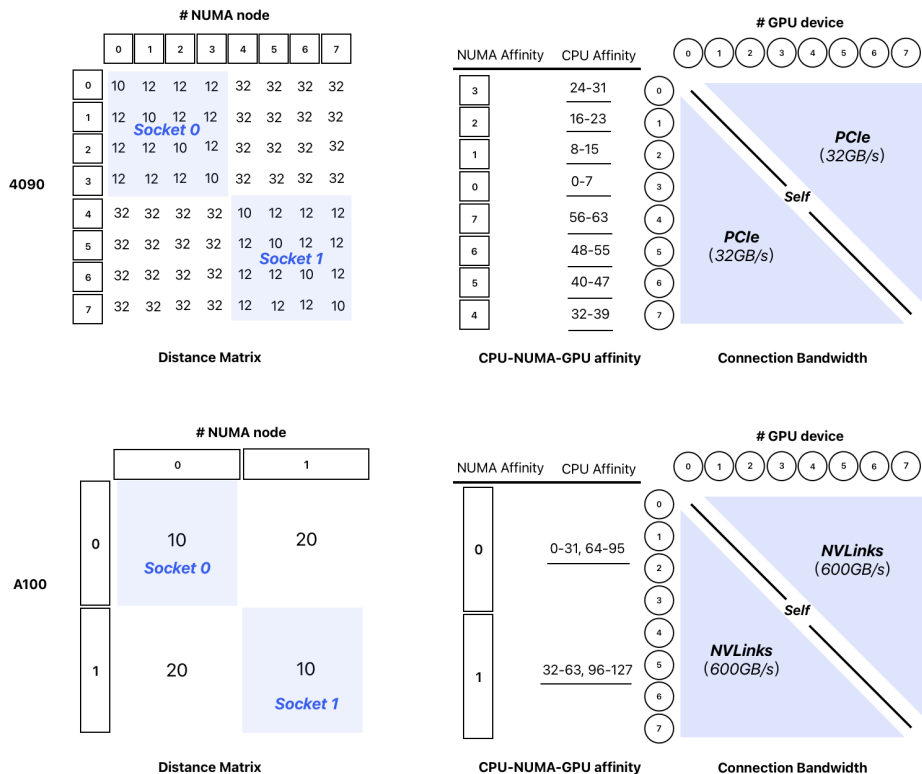 # NUMA node
0 1 2 3 4 5 6 7
0 10 12 12 12 32 32 32 32
1 12 10 12 12 32 32 32 32
Socket 0
2 12 12 10 12 32 32 32 32
3 12 12 12 10 32 32 32 32
4090
4 32 32 32 32 10 12 12 12
5 32 32 32 32 12 10 12 12
Socket 1
6 32 32 32 32 12 12 10 12
7 32 32 32 32 12 12 12 10
Distance Matrix
# GPU device
NUMA Affinity CPU Affinity
0 1 2 3 4 5 6 7
3 24-31 0
2 16-23 1
1 8-15 2
0 0-7 3
7 56-63 4
6 48-55 5
5 40-47 6
4 32-39 7
PCIe
(32GB/s)
Self
PCIe
(32GB/s)
CPU-NUMA-GPU affinity
Connection Bandwidth
# NUMA node
0 1
0 10 20
Socket 0
A100
1 20 10
Socket 1
Distance Matrix
# GPU device
NUMA Affinity CPU Affinity
0 1 2 3 4 5 6 7
0 0-31, 64-95
1 32-63, 96-127
0
1
2
3
4
5
6
7
NVLinks
(600GB/s)
Self
NVLinks
(600GB/s)
CPU-NUMA-GPU affinity
Connection Bandwidth